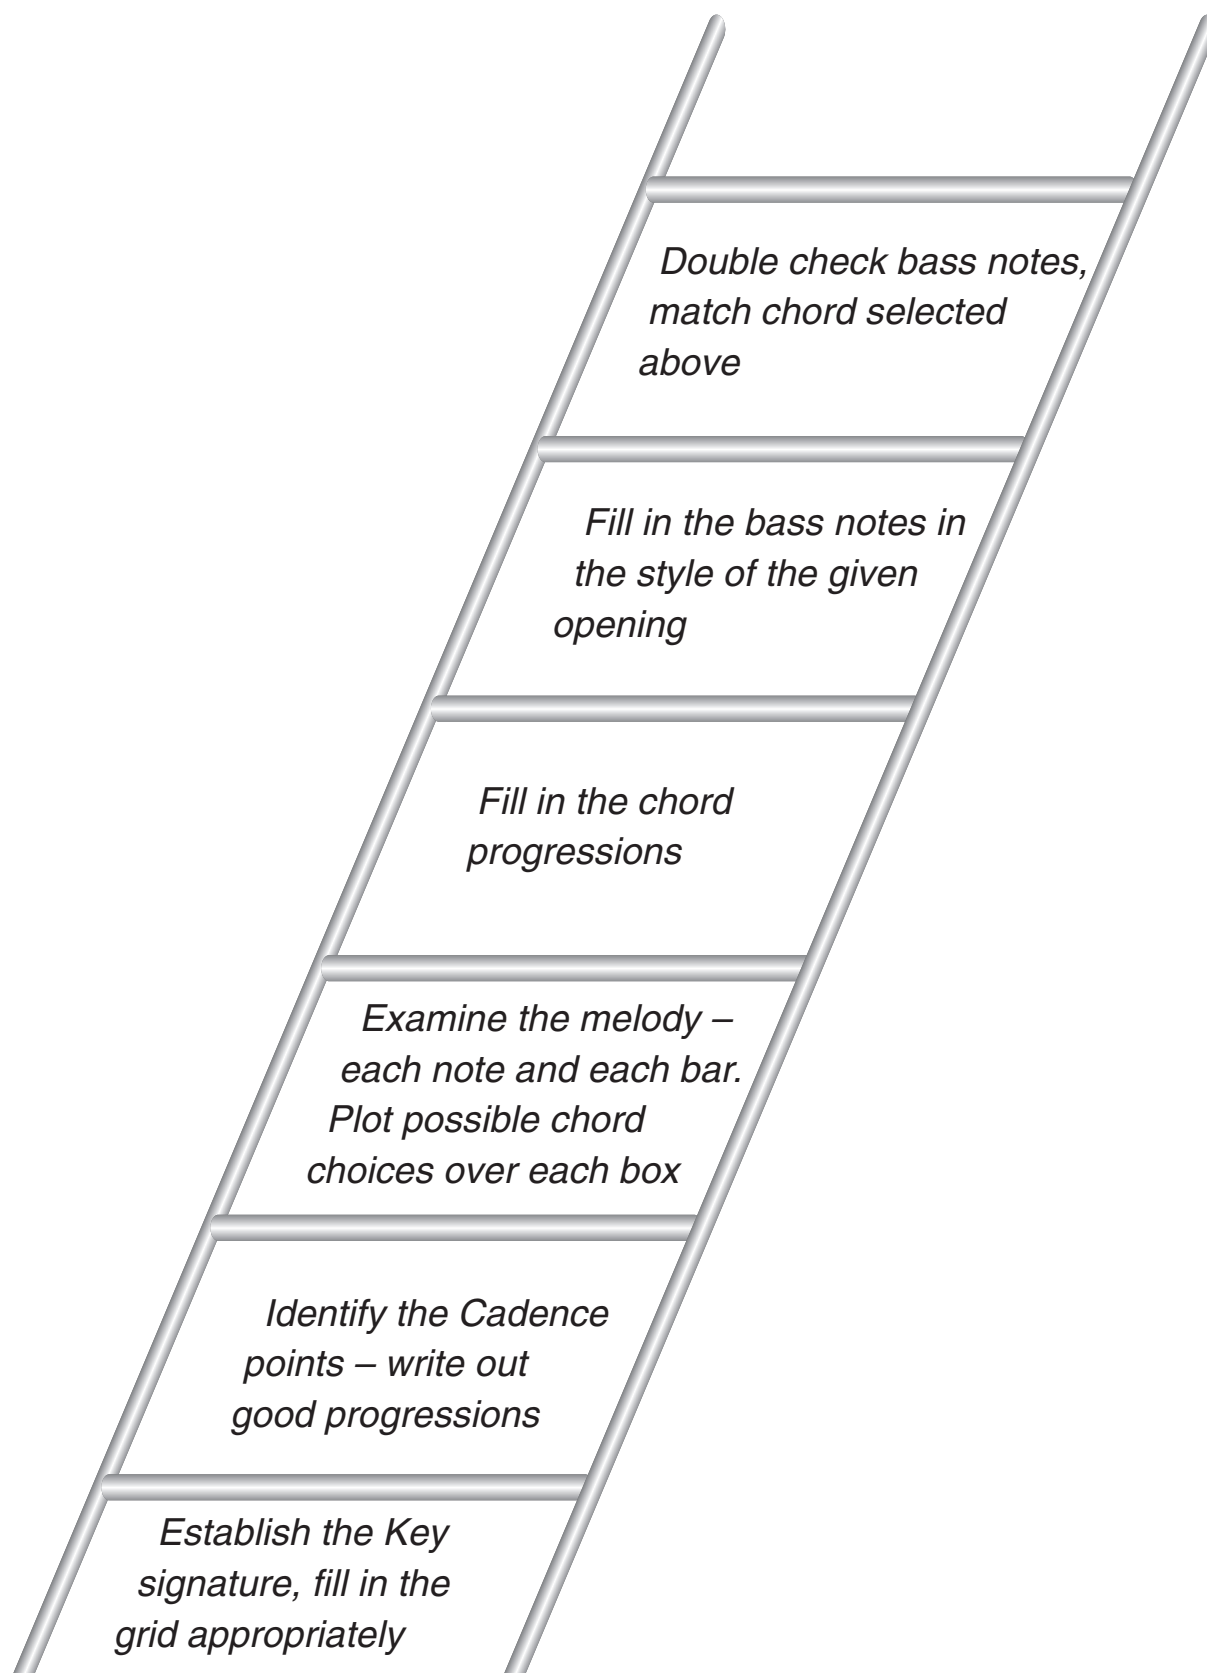 Double check bass notes,
match chord selected
above
Fill in the bass notes in
the style of the given
opening
Fill in the chord
progressions
Examine the melody –
each note and each bar.
Plot possible chord
choices over each box
Identify the Cadence
points – write out
good progressions
Establish the Key
signature, fill in the
grid appropriately